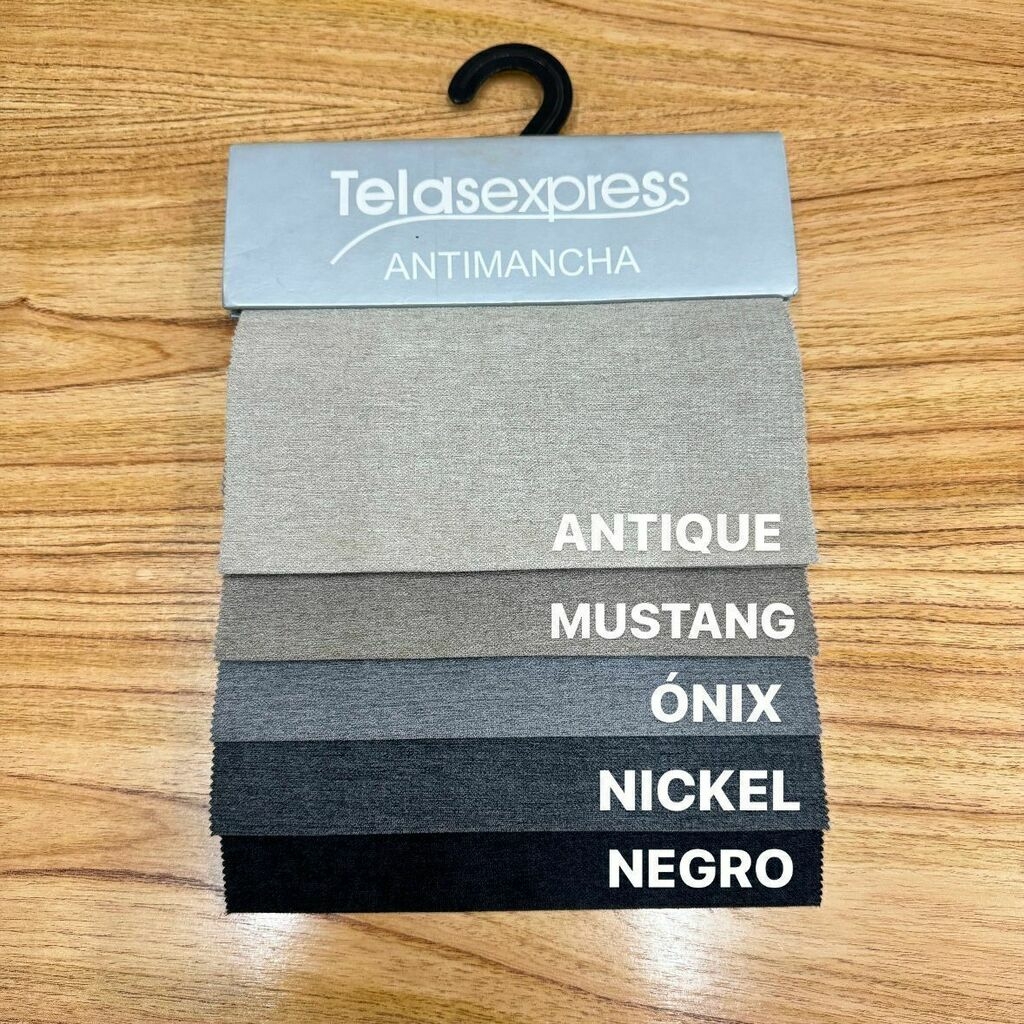 Telasexpress
ANTIMANCHA
ANTIQUE
MUSTANG
ÓNIX
NICKEL
NEGRO